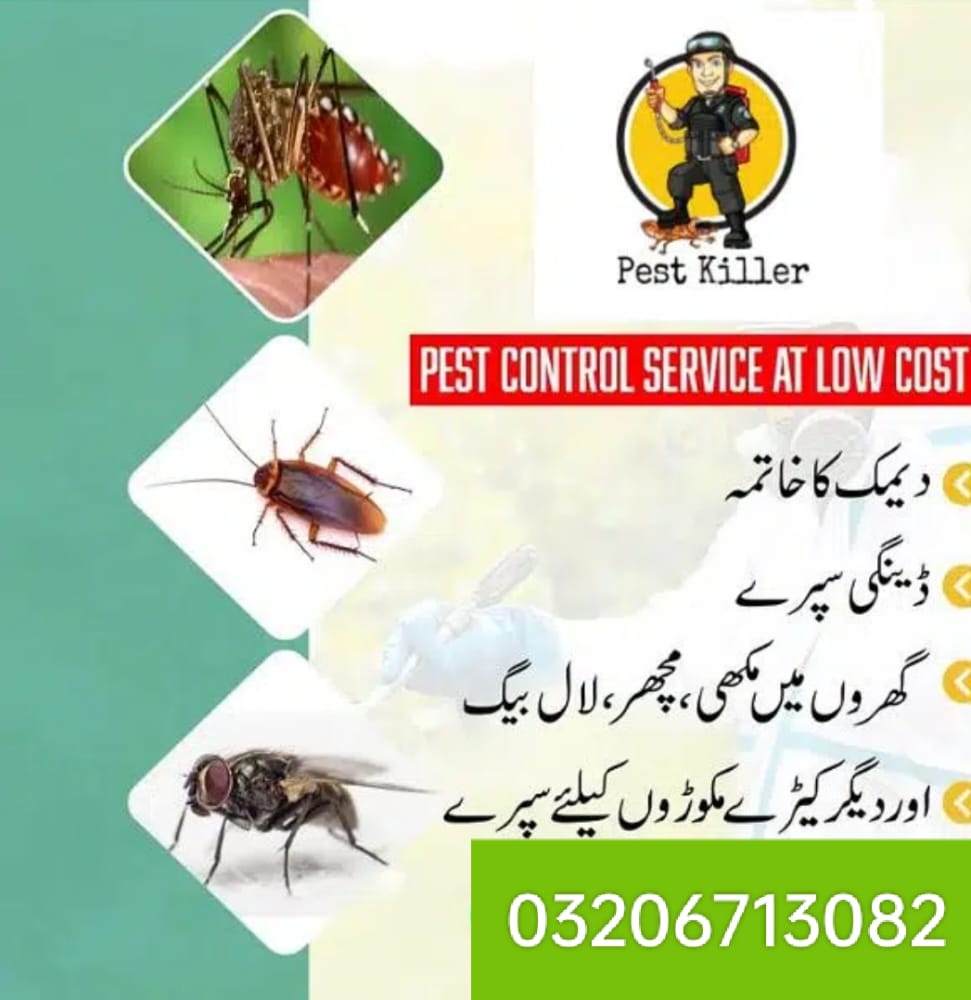 Pest Killer
PEST CONTROL SERVICE AT LOW COST
دیمک کا خاتمہ
ڈینگی سپرے
گھروں میں مکھی، مچھر، لال بیگ
اور دیگر کیڑے مکوڑوں کیلئے سپرے
03206713082